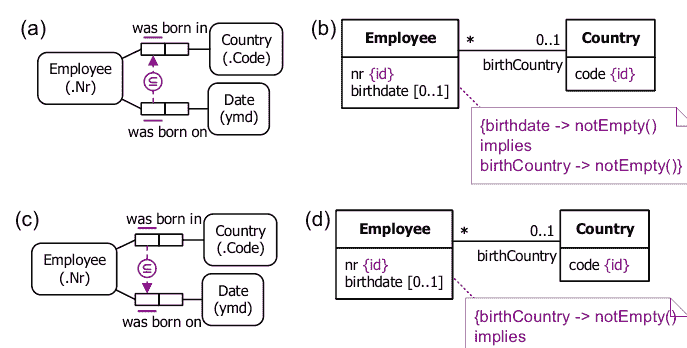 (a)
was born in
Country
(.Code)
Employee
(.Nr)
⊆
Date
(ymd)
was born on
(b)
Employee
nr {id}
birthdate [0..1]
*
0..1
birthCountry
Country
code {id}
{birthdate -> notEmpty()
implies
birthCountry -> notEmpty()}
(c)
was born in
Country
(.Code)
Employee
(.Nr)
⊆
Date
(ymd)
was born on
(d)
Employee
nr {id}
birthdate [0..1]
*
0..1
birthCountry
Country
code {id}
{birthCountry -> notEmpty()
implies